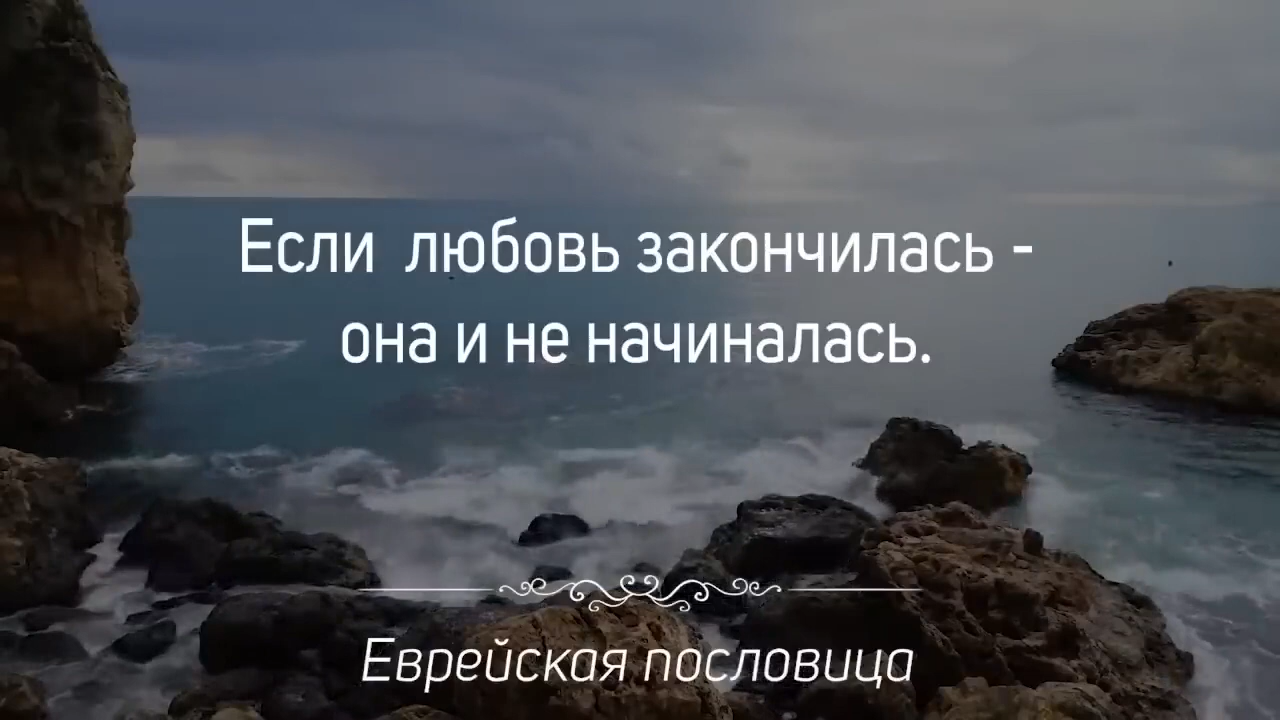 Если любовь закончилась -
она и не начиналась.
Еврейская пословица